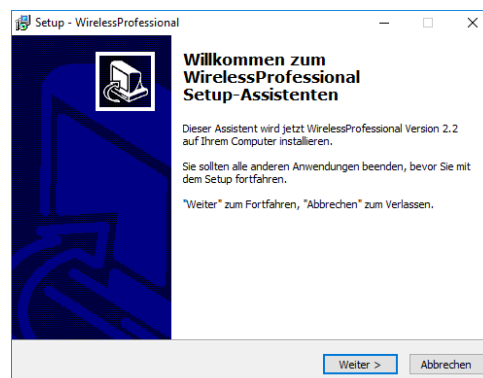 Setup - WirelessProfessional
Willkommen zum
WirelessProfessional
Setup-Assistenten
Dieser Assistent wird jetzt WirelessProfessional Version 2.2
auf Ihrem Computer installieren.
Sie sollten alle anderen Anwendungen beenden, bevor Sie mit
dem Setup fortfahren.
"Weiter" zum Fortfahren, "Abbrechen" zum Verlassen.
Weiter >
Abbrechen